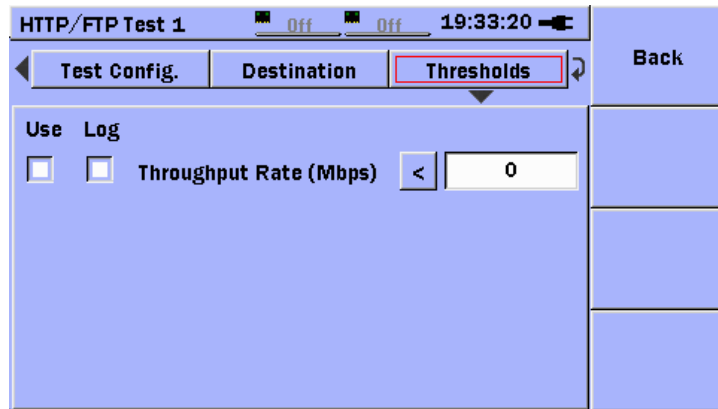 HTTP/FTP Test 1 Off Off 19:33:20
Back
Test Config. Destination Thresholds
Use Log
Throughput Rate (Mbps) < 0